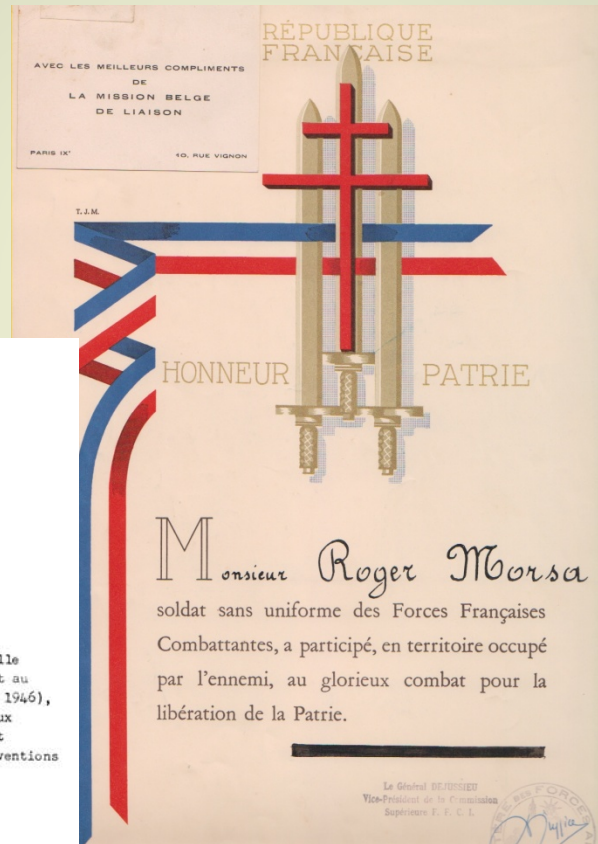 AVEC LES MEILLEURS COMPLIMENTS
DE
LA MISSION BELGE
DE LIAISON
PARIS IXᵉ
10, RUE VIGNON
RÉPUBLIQUE
FRANÇAISE
T.J.M.
HONNEUR
PATRIE
Monsieur Roger Morsa
soldat sans uniforme des Forces Françaises
Combattantes, a participé, en territoire occupé
par l'ennemi, au glorieux combat pour la
libération de la Patrie.
Le Général DEJUSSIEU
Vice-Président de la Commission
Supérieure F. F. C. I.
DES FORCES
lle
t au
1946),
ux
t
ventions